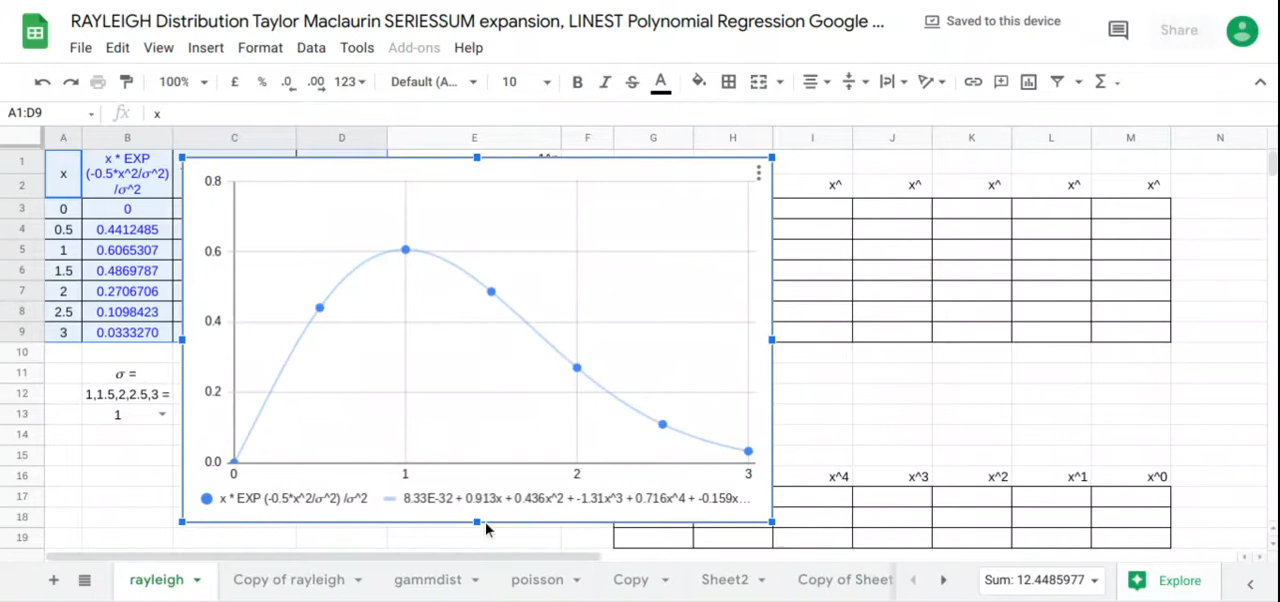 RAYLEIGH Distribution Taylor Maclaurin SERIESSUM expansion, LINEST Polynomial Regression Google ...
Saved to this device
Share
File Edit View Insert Format Data Tools Add-ons Help
100% £ % .0 .00 123 Default (A... 10 B I S A Σ
A1:D9 fx x
A B C D E F G H I J K L M N
1 x x * EXP
(-0.5*x^2/σ^2)
2 /σ^2 x^ x^ x^ x^ x^
3 0 0
4 0.5 0.4412485
5 1 0.6065307
6 1.5 0.4869787
7 2 0.2706706
8 2.5 0.1098423
9 3 0.0333270
10
11 σ =
12 1,1.5,2,2.5,3 =
13 1
14
15
16 x^4 x^3 x^2 x^1 x^0
17
18
19
0.8
0.6
0.4
0.2
0.0
0 1 2 3
x * EXP (-0.5*x^2/σ^2) /σ^2 8.33E-32 + 0.913x + 0.436x^2 + -1.31x^3 + 0.716x^4 + -0.159x...
rayleigh Copy of rayleigh gammdist poisson Copy Sheet2 Copy of Sheet Sum: 12.4485977 Explore